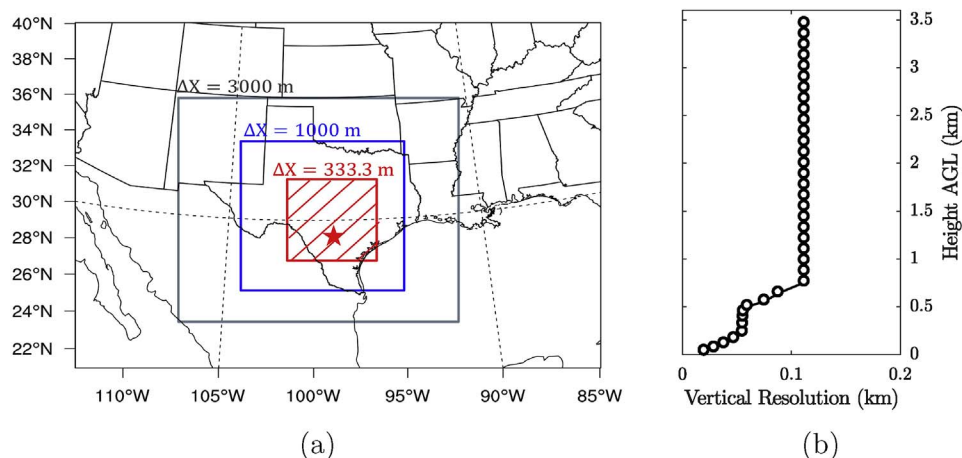 40°N
38°N
36°N
34°N
32°N
30°N
28°N
26°N
24°N
22°N
ΔX = 3000 m
ΔX = 1000 m
ΔX = 333.3 m
110°W
105°W
100°W
95°W
90°W
85°W
(a)
3.5
3
2.5
2
1.5
1
0.5
0
Height AGL (km)
0
0.1
0.2
Vertical Resolution (km)
(b)